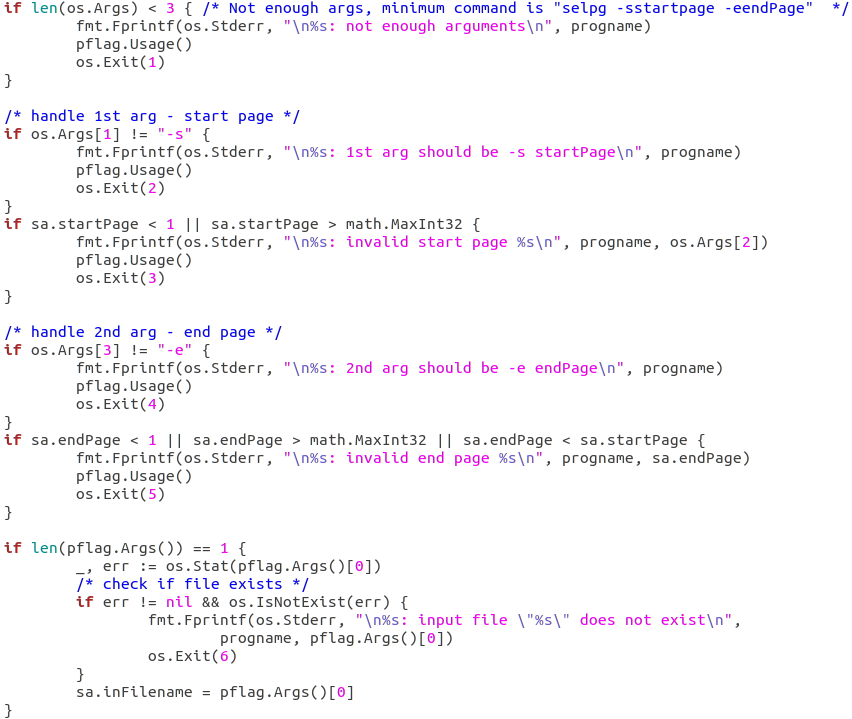 if len(os.Args) < 3 { /* Not enough args, minimum command is "selpg -sstartpage -eendPage"  */
        fmt.Fprintf(os.Stderr, "\n%s: not enough arguments\n", progname)
        pflag.Usage()
        os.Exit(1)
}

/* handle 1st arg - start page */
if os.Args[1] != "-s" {
        fmt.Fprintf(os.Stderr, "\n%s: 1st arg should be -s startPage\n", progname)
        pflag.Usage()
        os.Exit(2)
}
if sa.startPage < 1 || sa.startPage > math.MaxInt32 {
        fmt.Fprintf(os.Stderr, "\n%s: invalid start page %s\n", progname, os.Args[2])
        pflag.Usage()
        os.Exit(3)
}

/* handle 2nd arg - end page */
if os.Args[3] != "-e" {
        fmt.Fprintf(os.Stderr, "\n%s: 2nd arg should be -e endPage\n", progname)
        pflag.Usage()
        os.Exit(4)
}
if sa.endPage < 1 || sa.endPage > math.MaxInt32 || sa.endPage < sa.startPage {
        fmt.Fprintf(os.Stderr, "\n%s: invalid end page %s\n", progname, sa.endPage)
        pflag.Usage()
        os.Exit(5)
}

if len(pflag.Args()) == 1 {
        _, err := os.Stat(pflag.Args()[0])
        /* check if file exists */
        if err != nil && os.IsNotExist(err) {
                fmt.Fprintf(os.Stderr, "\n%s: input file \"%s\" does not exist\n",
                        progname, pflag.Args()[0])
                os.Exit(6)
        }
        sa.inFilename = pflag.Args()[0]
}